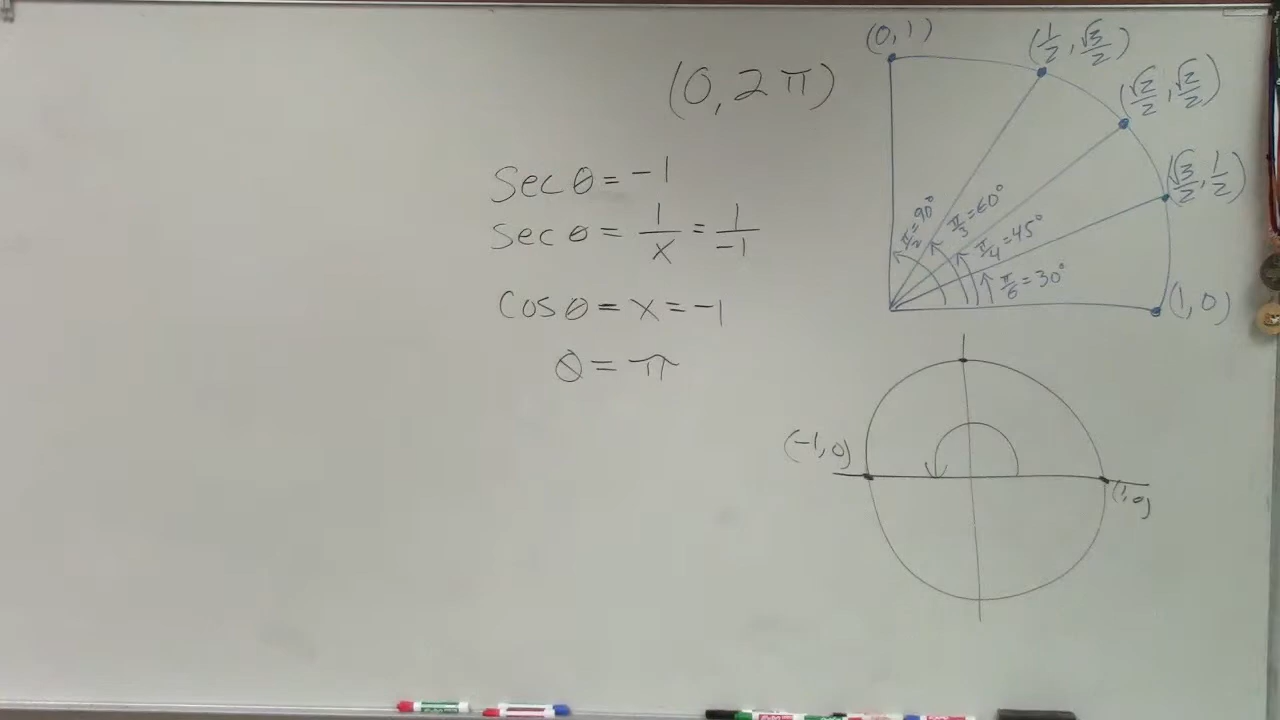 (0, 2π)
sec θ = -1
sec θ = 1/x = 1/-1
cos θ = x = -1
θ = π
(0, 1)
(1/2, √3/2)
(√2/2, √2/2)
(√3/2, 1/2)
(1, 0)
π/2 = 90°
π/3 = 60°
π/4 = 45°
π/6 = 30°
(-1, 0)
(1, 0)